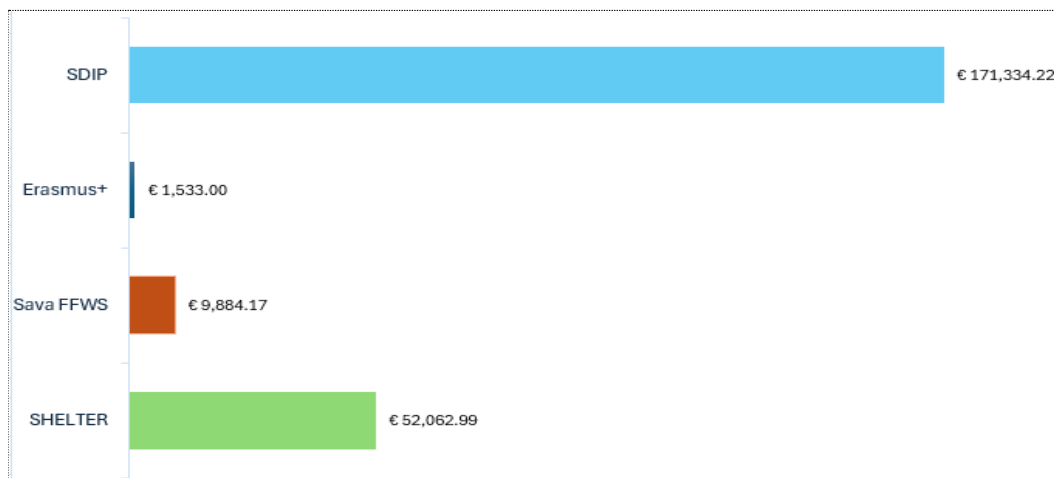 SDIP
€ 171,334.22
Erasmus+
€ 1,533.00
Sava FFWS
€ 9,884.17
SHELTER
€ 52,062.99